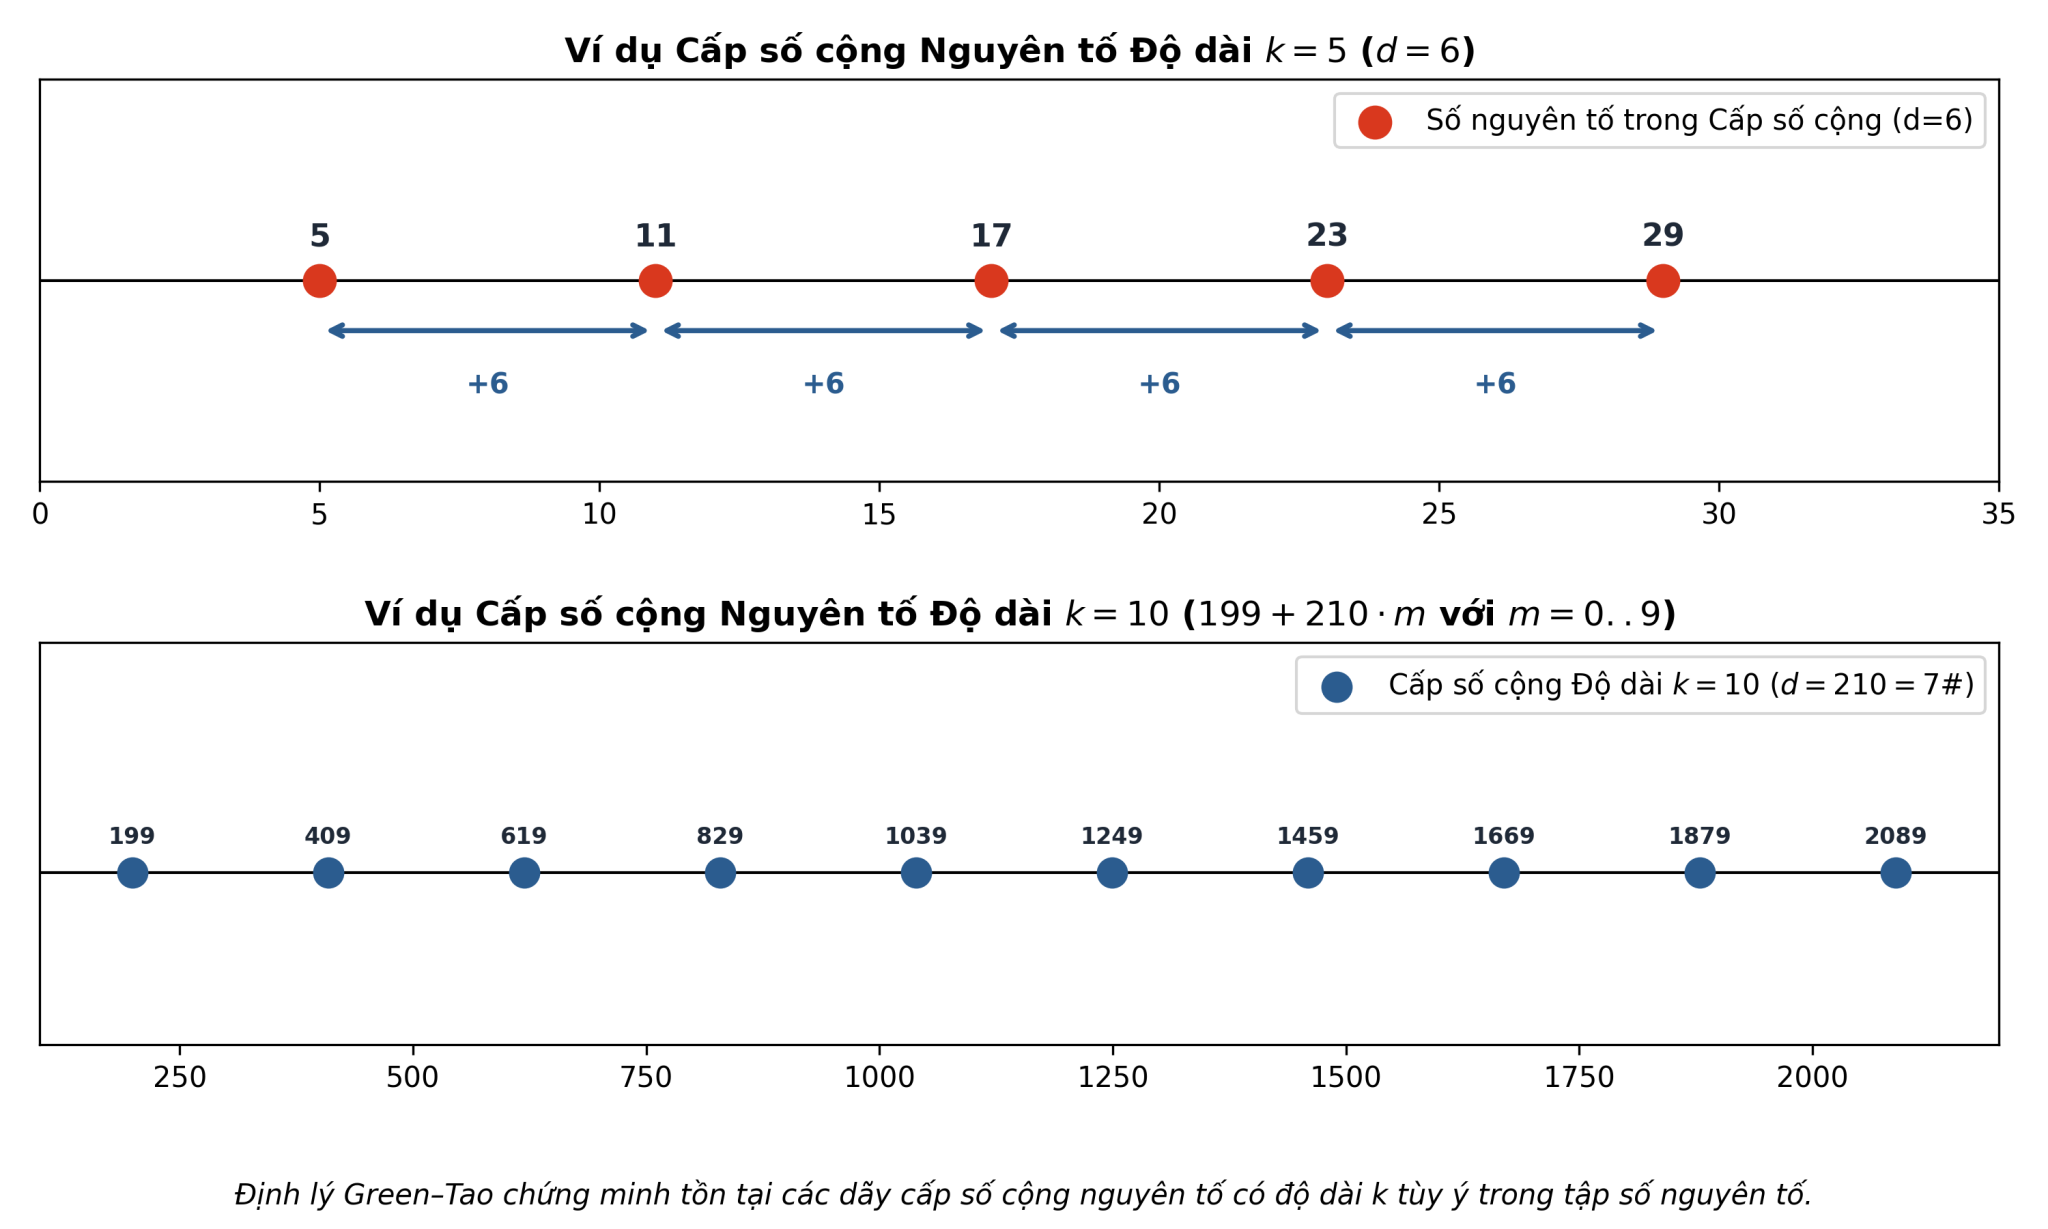 Ví dụ Cấp số cộng Nguyên tố Độ dài k = 5 (d = 6)
Số nguyên tố trong Cấp số cộng (d=6)
5 11 17 23 29
+6 +6 +6 +6
0 5 10 15 20 25 30 35
Ví dụ Cấp số cộng Nguyên tố Độ dài k = 10 (199 + 210 · m với m = 0. . 9)
Cấp số cộng Độ dài k = 10 (d = 210 = 7#)
199 409 619 829 1039 1249 1459 1669 1879 2089
250 500 750 1000 1250 1500 1750 2000
Định lý Green–Tao chứng minh tồn tại các dãy cấp số cộng nguyên tố có độ dài k tùy ý trong tập số nguyên tố.